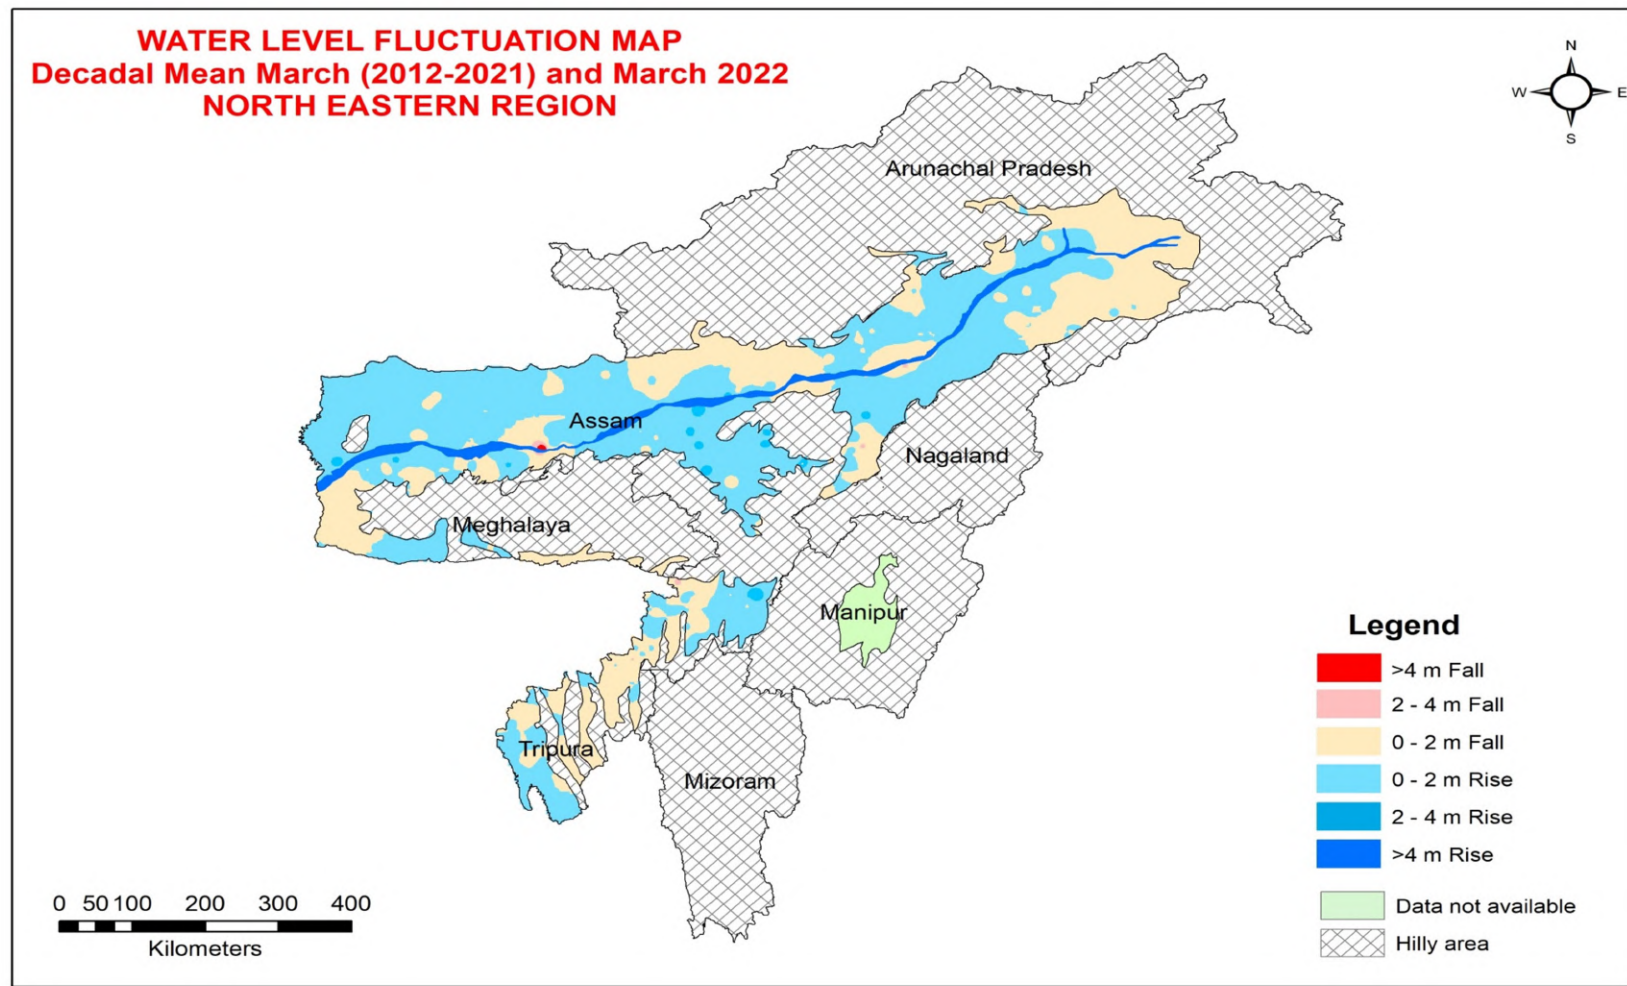 WATER LEVEL FLUCTUATION MAP
Decadal Mean March (2012-2021) and March 2022
NORTH EASTERN REGION
N
W
E
S
Arunachal Pradesh
Assam
Nagaland
Meghalaya
Manipur
Tripura
Mizoram
Legend
>4 m Fall
2 - 4 m Fall
0 - 2 m Fall
0 - 2 m Rise
2 - 4 m Rise
>4 m Rise
Data not available
Hilly area
0 50 100 200 300 400
Kilometers